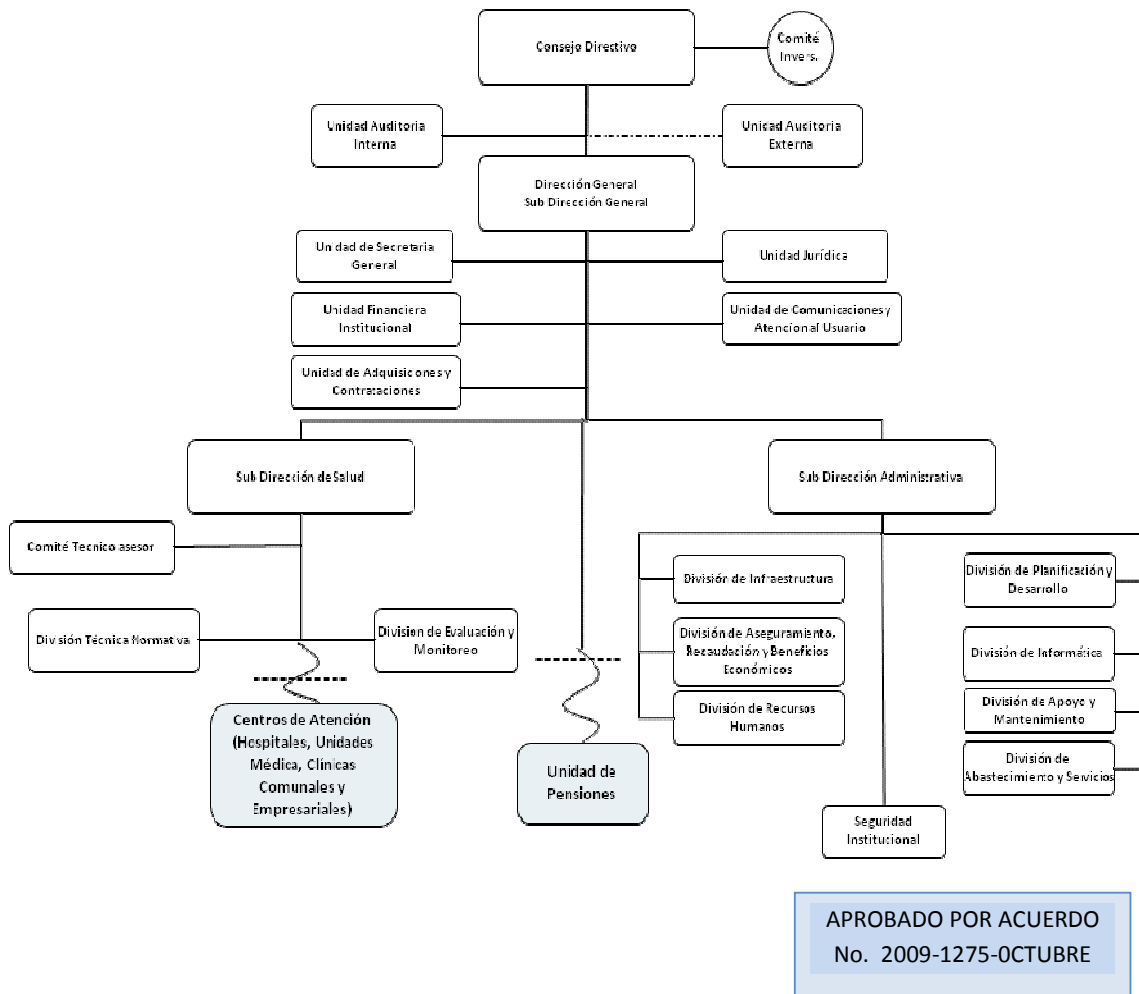 Consejo Directivo
Comité
Invers.
Unidad Auditoria
Interna
Unidad Auditoria
Externa
Dirección General
Sub Dirección General
Unidad de Secretaria
General
Unidad Jurídica
Unidad Financiera
Institucional
Unidad de Comunicaciones y
Atencional Usuario
Unidad de Adquisiciones y
Contrataciones
Sub Dirección de Salud
Sub Dirección Administrativa
Comité Tecnico asesor
División Técnica Normativa
Division de Evaluación y
Monitoreo
División de Infraestructura
División de Aseguramiento,
Recaudación y Beneficios
Económicos
División de Recursos
Humanos
División de Planificación y
Desarrollo
División de Informática
División de Apoyo y
Mantenimiento
División de
Abastecimiento y Servicios
Centros de Atención
(Hospitales, Unidades
Médica, Clínicas
Comunales y
Empresariales)
Unidad de
Pensiones
Seguridad
Institucional
APROBADO POR ACUERDO
No. 2009-1275-0CTUBRE